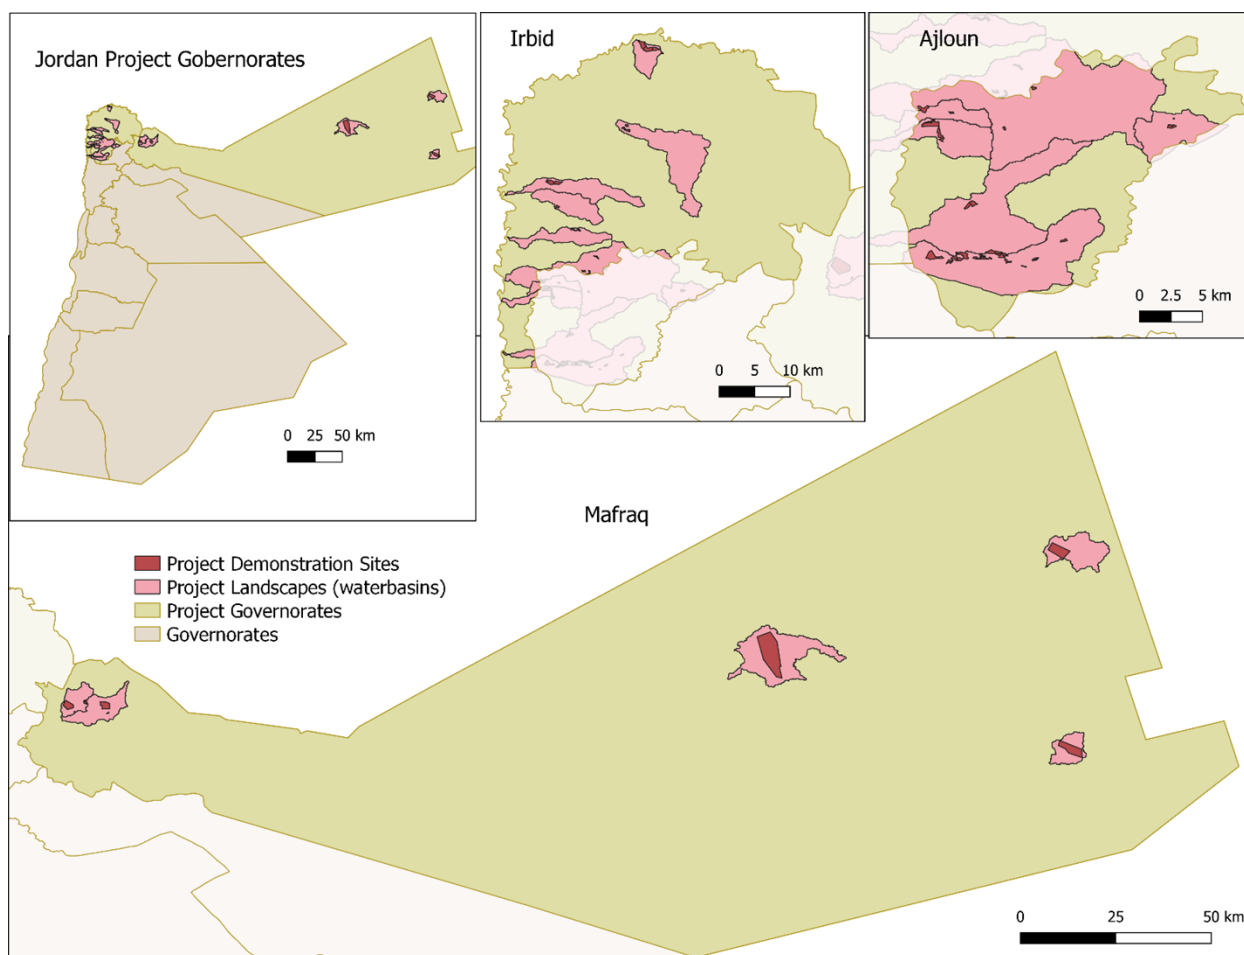 Jordan Project Gobernorates
0 25 50 km
Irbid
0 5 10 km
Ajloun
0 2.5 5 km
Mafraq
Project Demonstration Sites
Project Landscapes (waterbasins)
Project Governorates
Governorates
0 25 50 km